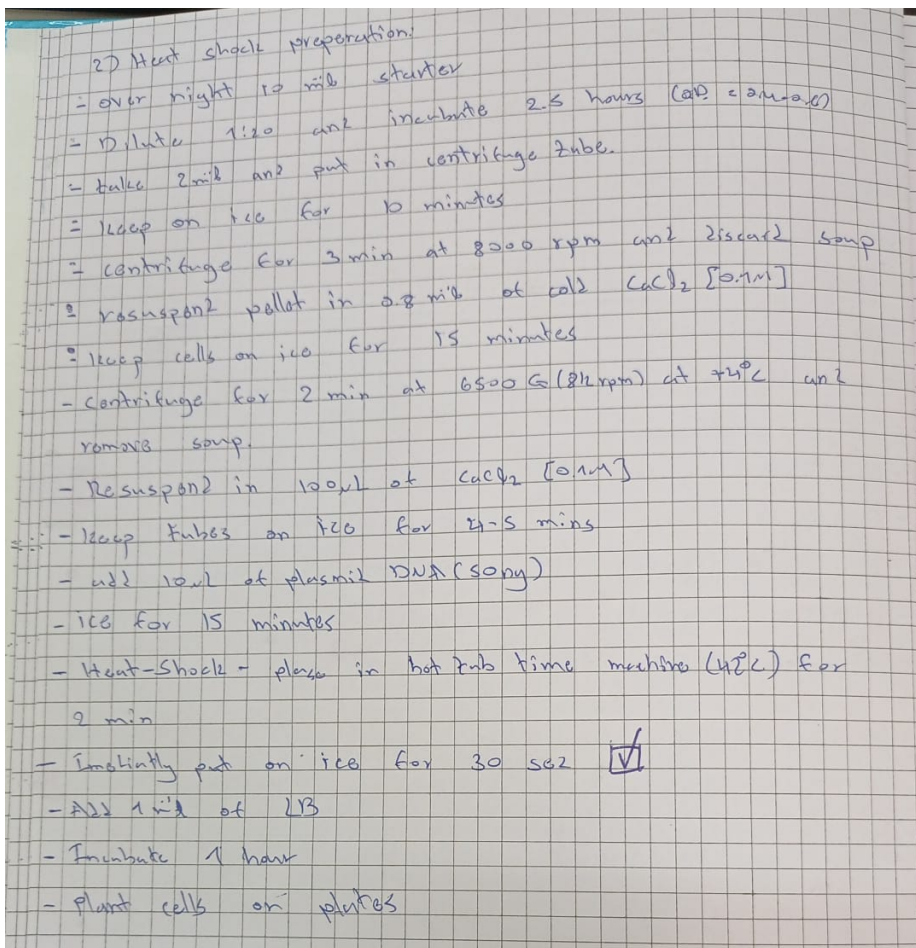 2) Heat shock preperation:
- over night 10 ml starter
- Dilute 1:20 and incubate 2.5 hours (OD = 0.4-0.6)
- take 2 ml and put in centrifuge tube.
- keep on ice for 10 minutes
- centrifuge for 3 min at 8000 rpm and discard soup
- resuspend pellet in 0.8 ml of cold CaCl2 [0.1M]
- keep cells on ice for 15 minutes
- centrifuge for 2 min at 6500 G (8k rpm) at +4°C and
remove soup.
- Resuspend in 100µL of CaCl2 [0.1M]
- keep tubes on ice for 4-5 mins
- add 10µl of plasmid DNA (50ng)
- ice for 15 minutes
- Heat-Shock - place in hot tub time machine (42°C) for
2 min
- Instiantly put on ice for 30 sec
- Add 1 ml of LB
- Incubate 1 hour
- Plant cells on plates